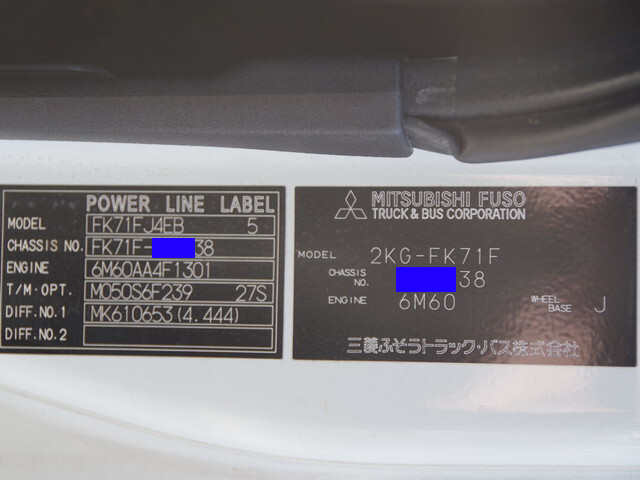 POWER LINE LABEL
MODEL FK71FJ4EB 5
CHASSIS NO. FK71F- 38
ENGINE 6M60AA4F1301
T/M·OPT. M050S6F239 27S
DIFF.NO.1 MK610653(4.444)
DIFF.NO.2
MITSUBISHI FUSO
TRUCK & BUS CORPORATION
MODEL 2KG-FK71F
CHASSIS NO. 38
ENGINE 6M60 WHEEL BASE J
三菱ふそうトラック・バス株式会社